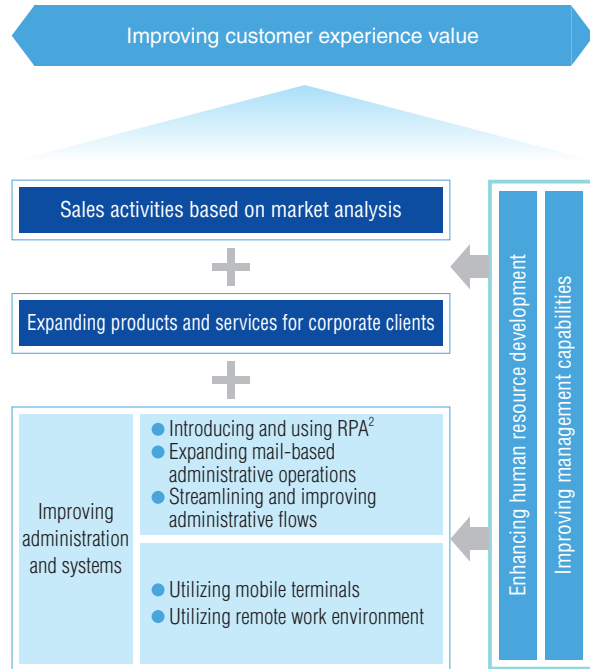 Improving customer experience value
Sales activities based on market analysis
+
Expanding products and services for corporate clients
+
Improving
administration
and systems
● Introducing and using RPA²
● Expanding mail-based
administrative operations
● Streamlining and improving
administrative flows
● Utilizing mobile terminals
● Utilizing remote work environment
Enhancing human resource development
Improving management capabilities